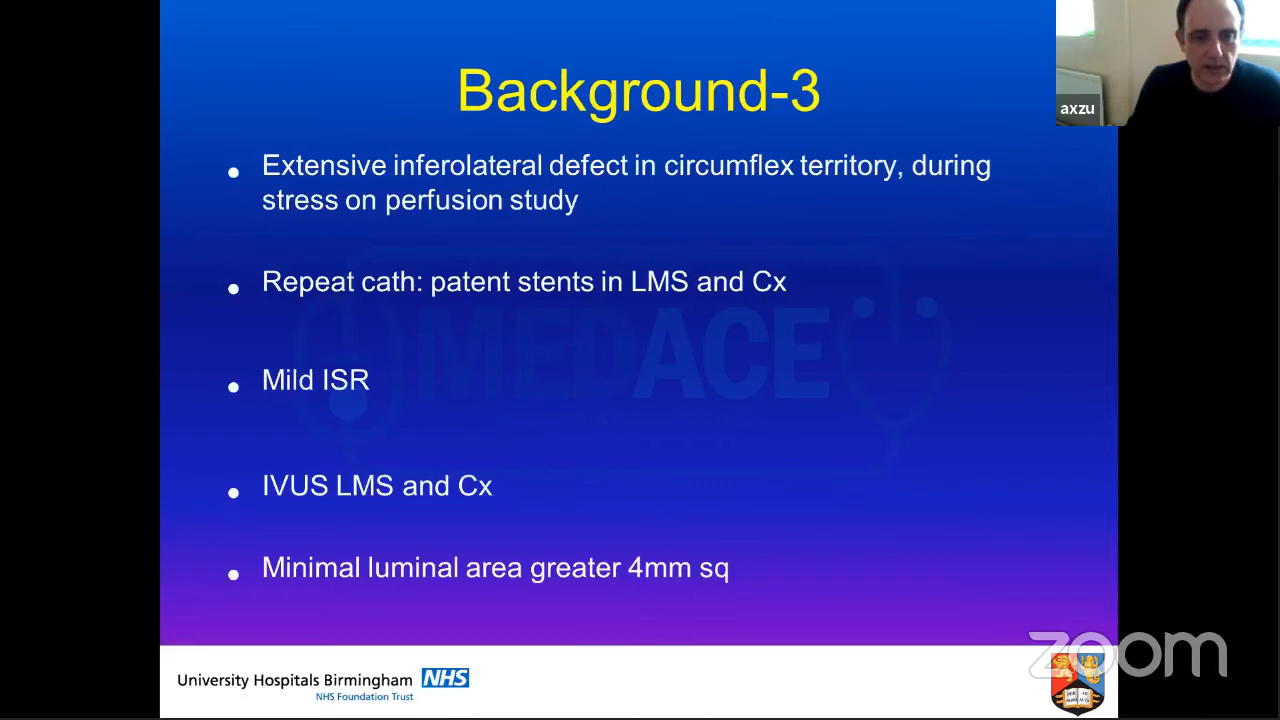 Background-3
axzu
• Extensive inferolateral defect in circumflex territory, during
stress on perfusion study
• Repeat cath: patent stents in LMS and Cx
MEDACE
• Mild ISR
• IVUS LMS and Cx
• Minimal luminal area greater 4mm sq
zoom
University Hospitals Birmingham NHS
NHS Foundation Trust